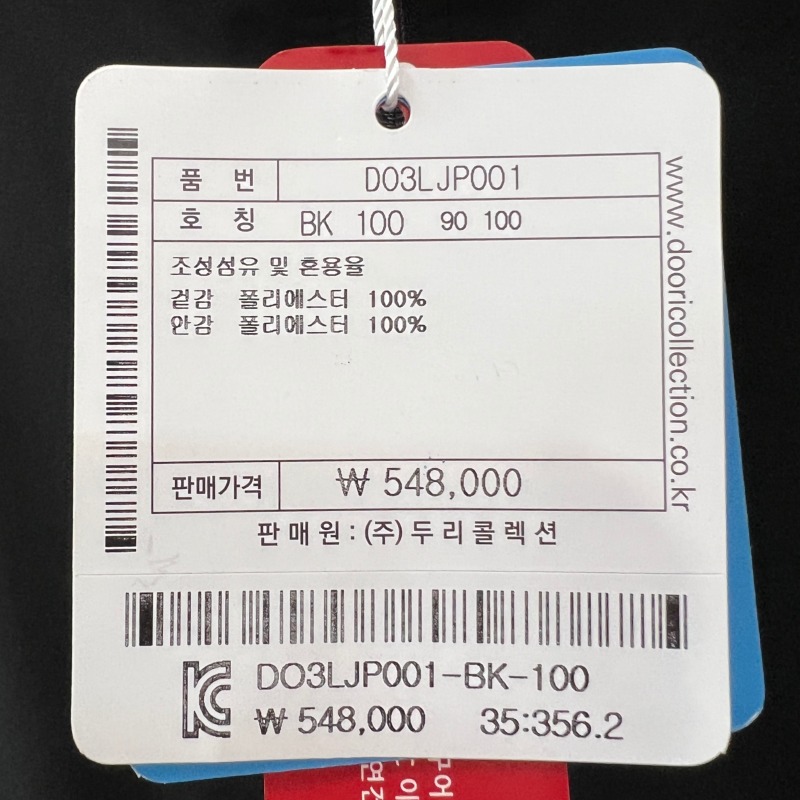 품 번 DO3LJP001
호 칭 BK 100 90 100
조성섬유 및 혼용율
겉감 폴리에스터 100%
안감 폴리에스터 100%
판매가격 ₩ 548,000
판매원 : (주)두리콜렉션
www.dooricollection.co.kr
DO3LJP001-BK-100
₩ 548,000 35:356.2